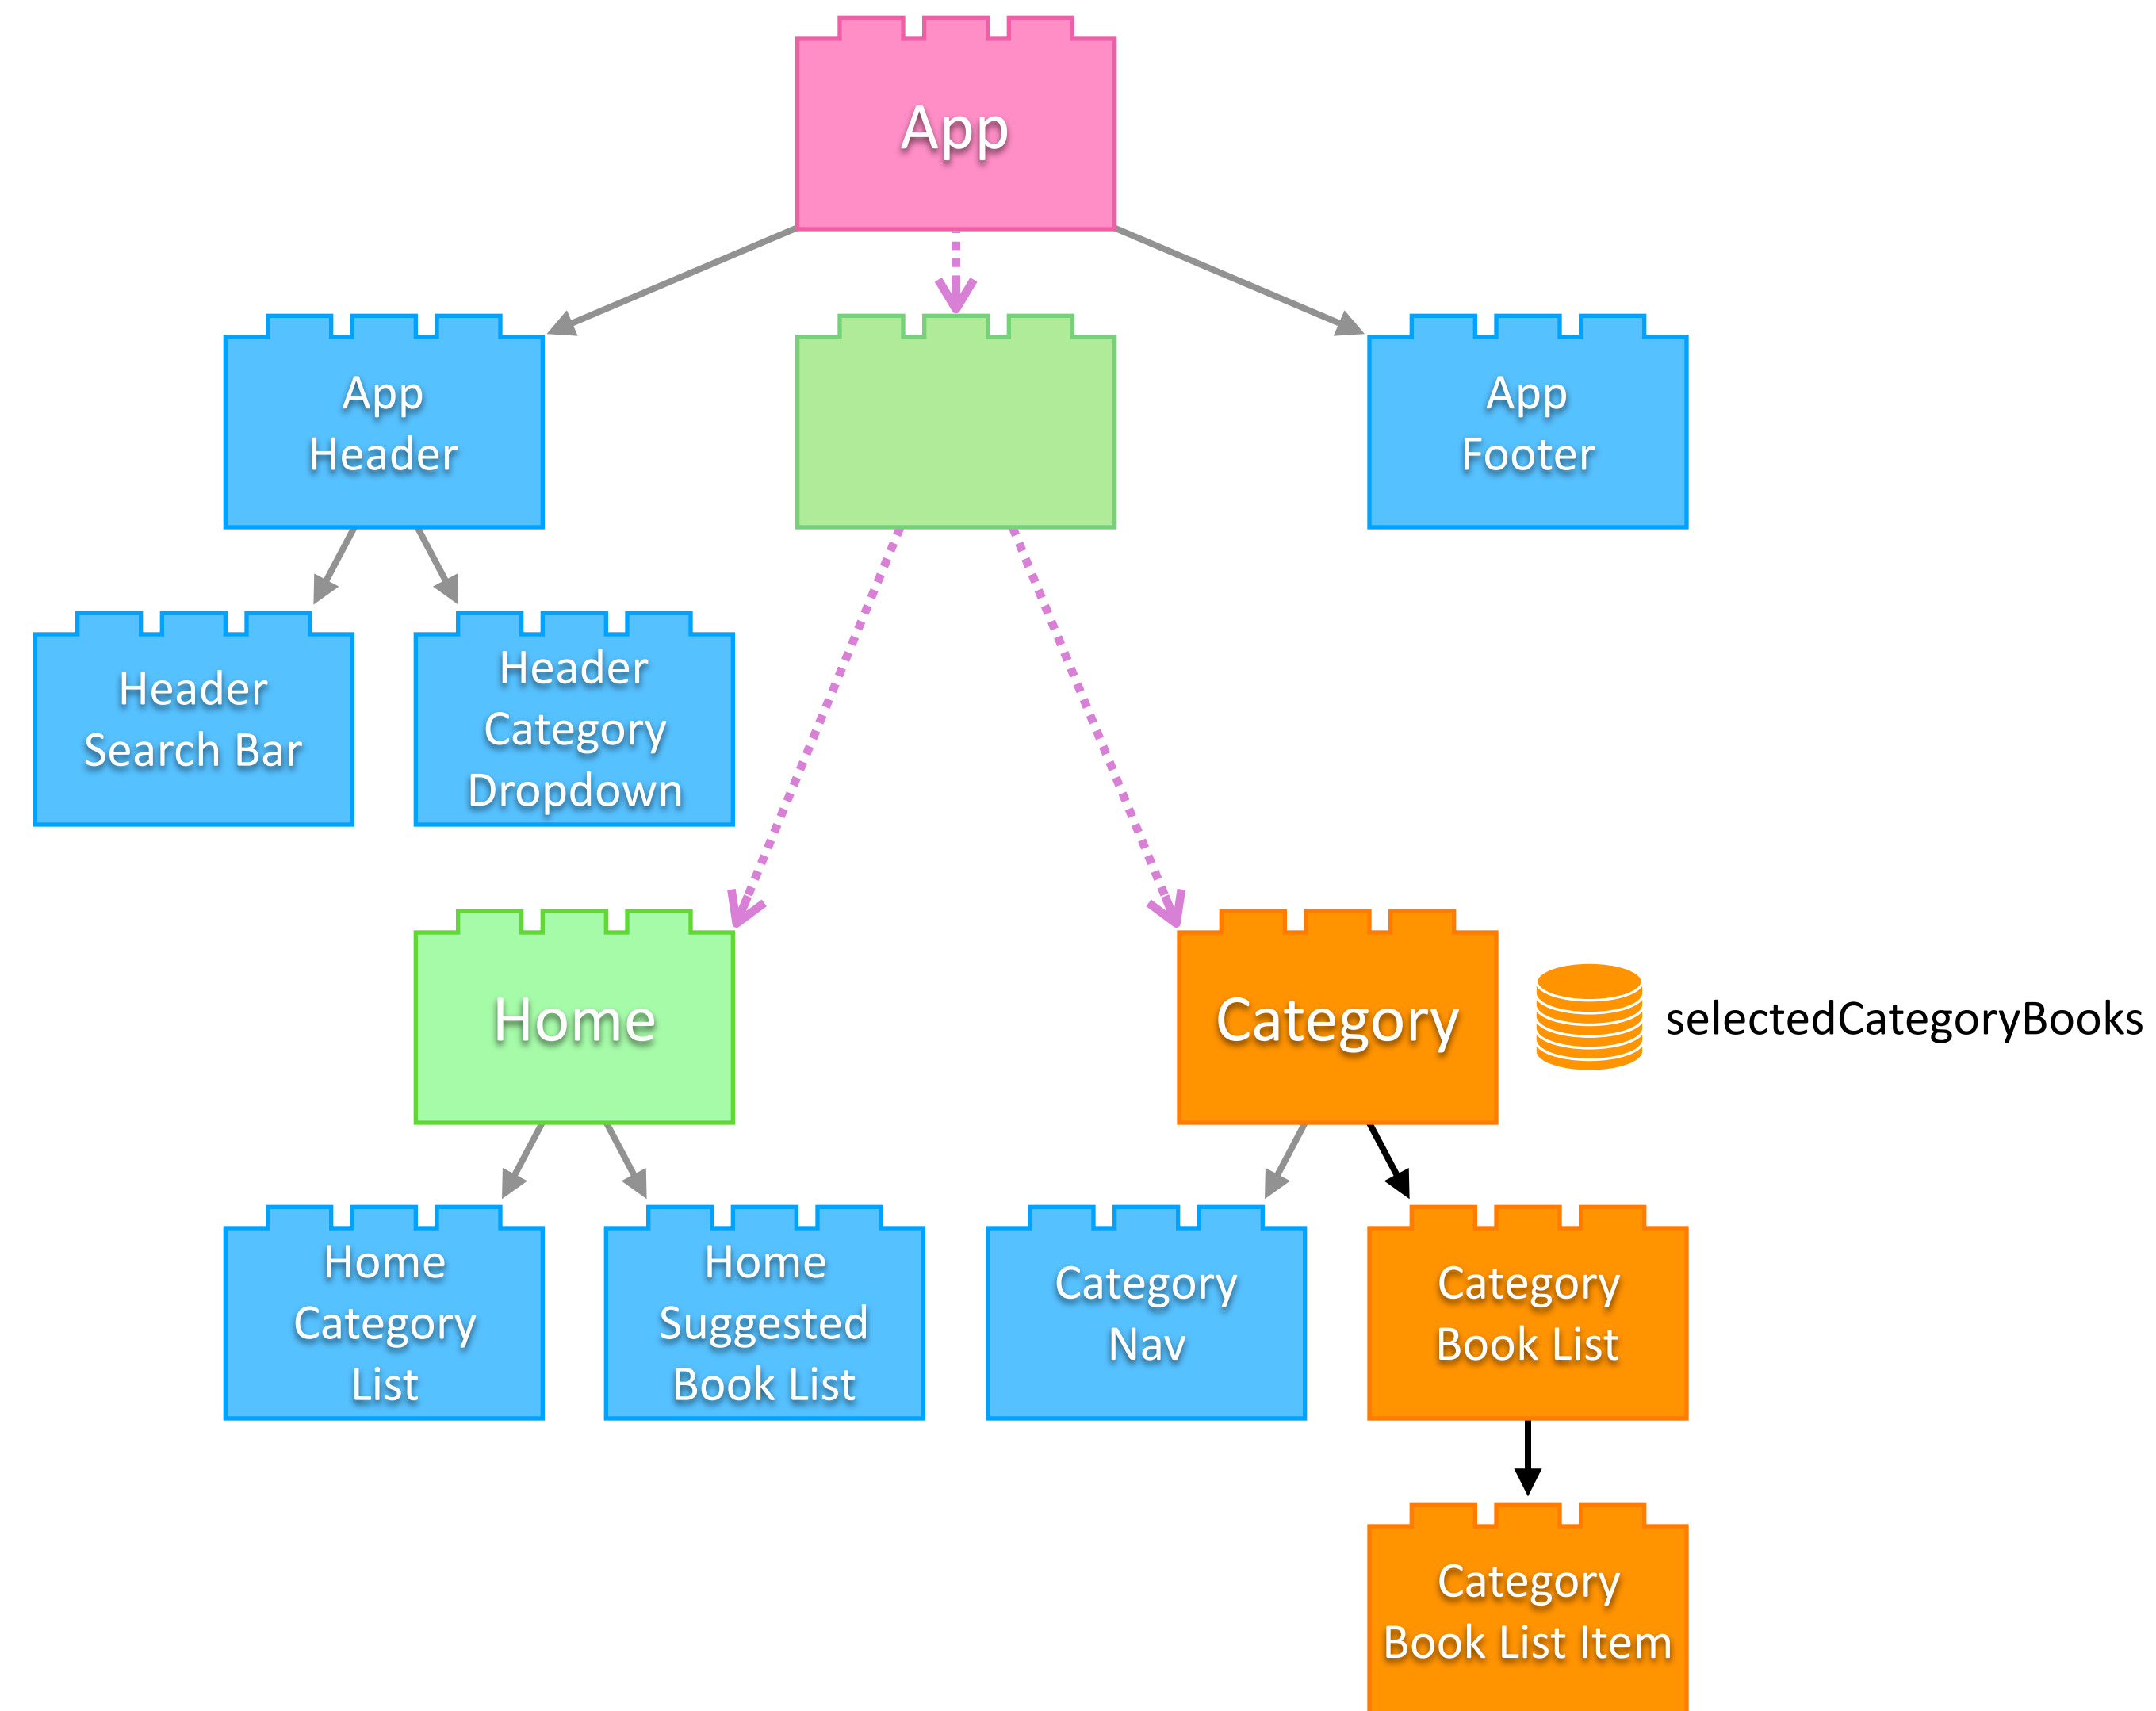 App
App
Header
App
Footer
Header
Search Bar
Header
Category
Dropdown
Home
Category
selectedCategoryBooks
Home
Category
List
Home
Suggested
Book List
Category
Nav
Category
Book List
Category
Book List Item